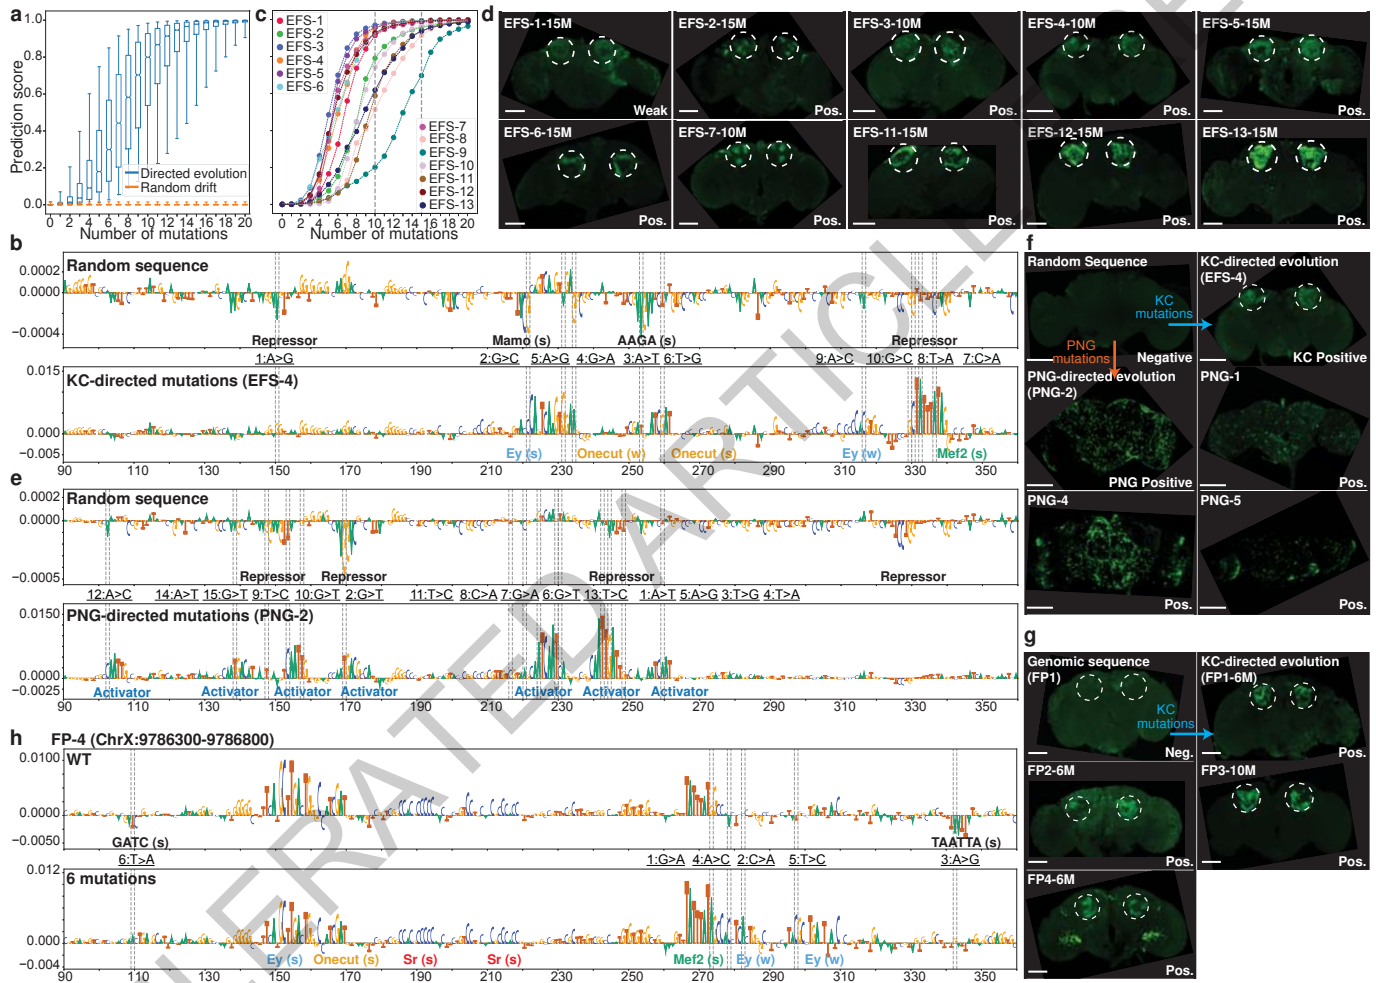 a
Prediction score
1.0
0.8
0.6
0.4
0.2
0.0
Directed evolution
Random drift
0 2 4 6 8 10 12 14 16 18 20
Number of mutations
c
EFS-1
EFS-2
EFS-3
EFS-4
EFS-5
EFS-6
EFS-7
EFS-8
EFS-9
EFS-10
EFS-11
EFS-12
EFS-13
0 2 4 6 8 10 12 14 16 18 20
Number of mutations
d
EFS-1-15M
Weak
EFS-2-15M
Pos.
EFS-3-10M
Pos.
EFS-4-10M
Pos.
EFS-5-15M
Pos.
EFS-6-15M
Pos.
EFS-7-10M
Pos.
EFS-11-15M
Pos.
EFS-12-15M
Pos.
EFS-13-15M
Pos.
b
Random sequence
0.0002
0.0000
−0.0004
Repressor Mamo (s) AAGA (s) Repressor
1:A>G 2:G>C 5:A>G 4:G>A 3:A>T 6:T>G 9:A>C 10:G>C 8:T>A 7:C>A
KC-directed mutations (EFS-4)
0.015
0.000
−0.005
Ey (s) Onecut (w) Onecut (s) Ey (w) Mef2 (s)
90 110 130 150 170 190 210 230 250 270 290 310 330 350
e
Random sequence
0.0002
0.0000
−0.0005
Repressor Repressor Repressor Repressor
12:A>C 14:A>T 15:G>T 9:T>C 10:G>T 2:G>T 11:T>C 8:C>A 7:G>A 6:G>T 13:T>C 1:A>T 5:A>G 3:T>G 4:T>A
PNG-directed mutations (PNG-2)
0.0150
0.0000
−0.0025
Activator Activator Activator Activator Activator Activator Activator
90 110 130 150 170 190 210 230 250 270 290 310 330 350
f
Random Sequence
Negative
KC
mutations
PNG
mutations
KC-directed evolution
(EFS-4)
KC Positive
PNG-directed evolution
(PNG-2)
PNG Positive
PNG-1
Pos.
PNG-4
Pos.
PNG-5
Pos.
g
Genomic sequence
(FP1)
Neg.
KC
mutations
KC-directed evolution
(FP1-6M)
Pos.
FP2-6M
Pos.
FP3-10M
Pos.
FP4-6M
Pos.
h
FP-4 (ChrX:9786300-9786800)
WT
0.0100
0.0000
−0.0050
GATC (s) TAATTA (s)
6:T>A 1:G>A 4:A>C 2:C>A 5:T>C 3:A>G
6 mutations
0.012
0.000
−0.004
Ey (s) Onecut (s) Sr (s) Sr (s) Mef2 (s) Ey (w) Ey (w)
90 110 130 150 170 190 210 230 250 270 290 310 330 350